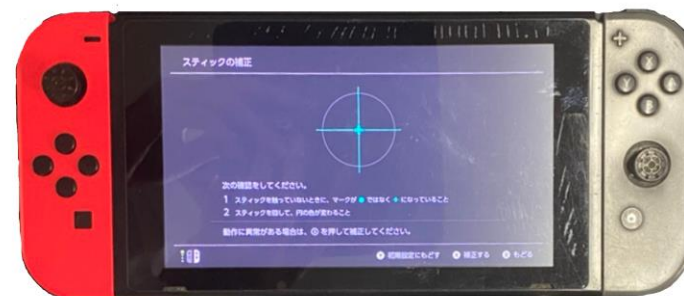 スティックの補正
次の確認をしてください。
1 スティックを触っていないときに、マークが ● ではなく + になっていること
2 スティックを回して、円の色が変わること
動作に異常がある場合は、Ⓧ を押して補正してください。
初期設定にもどす 補正する もどる
X
Y A
B